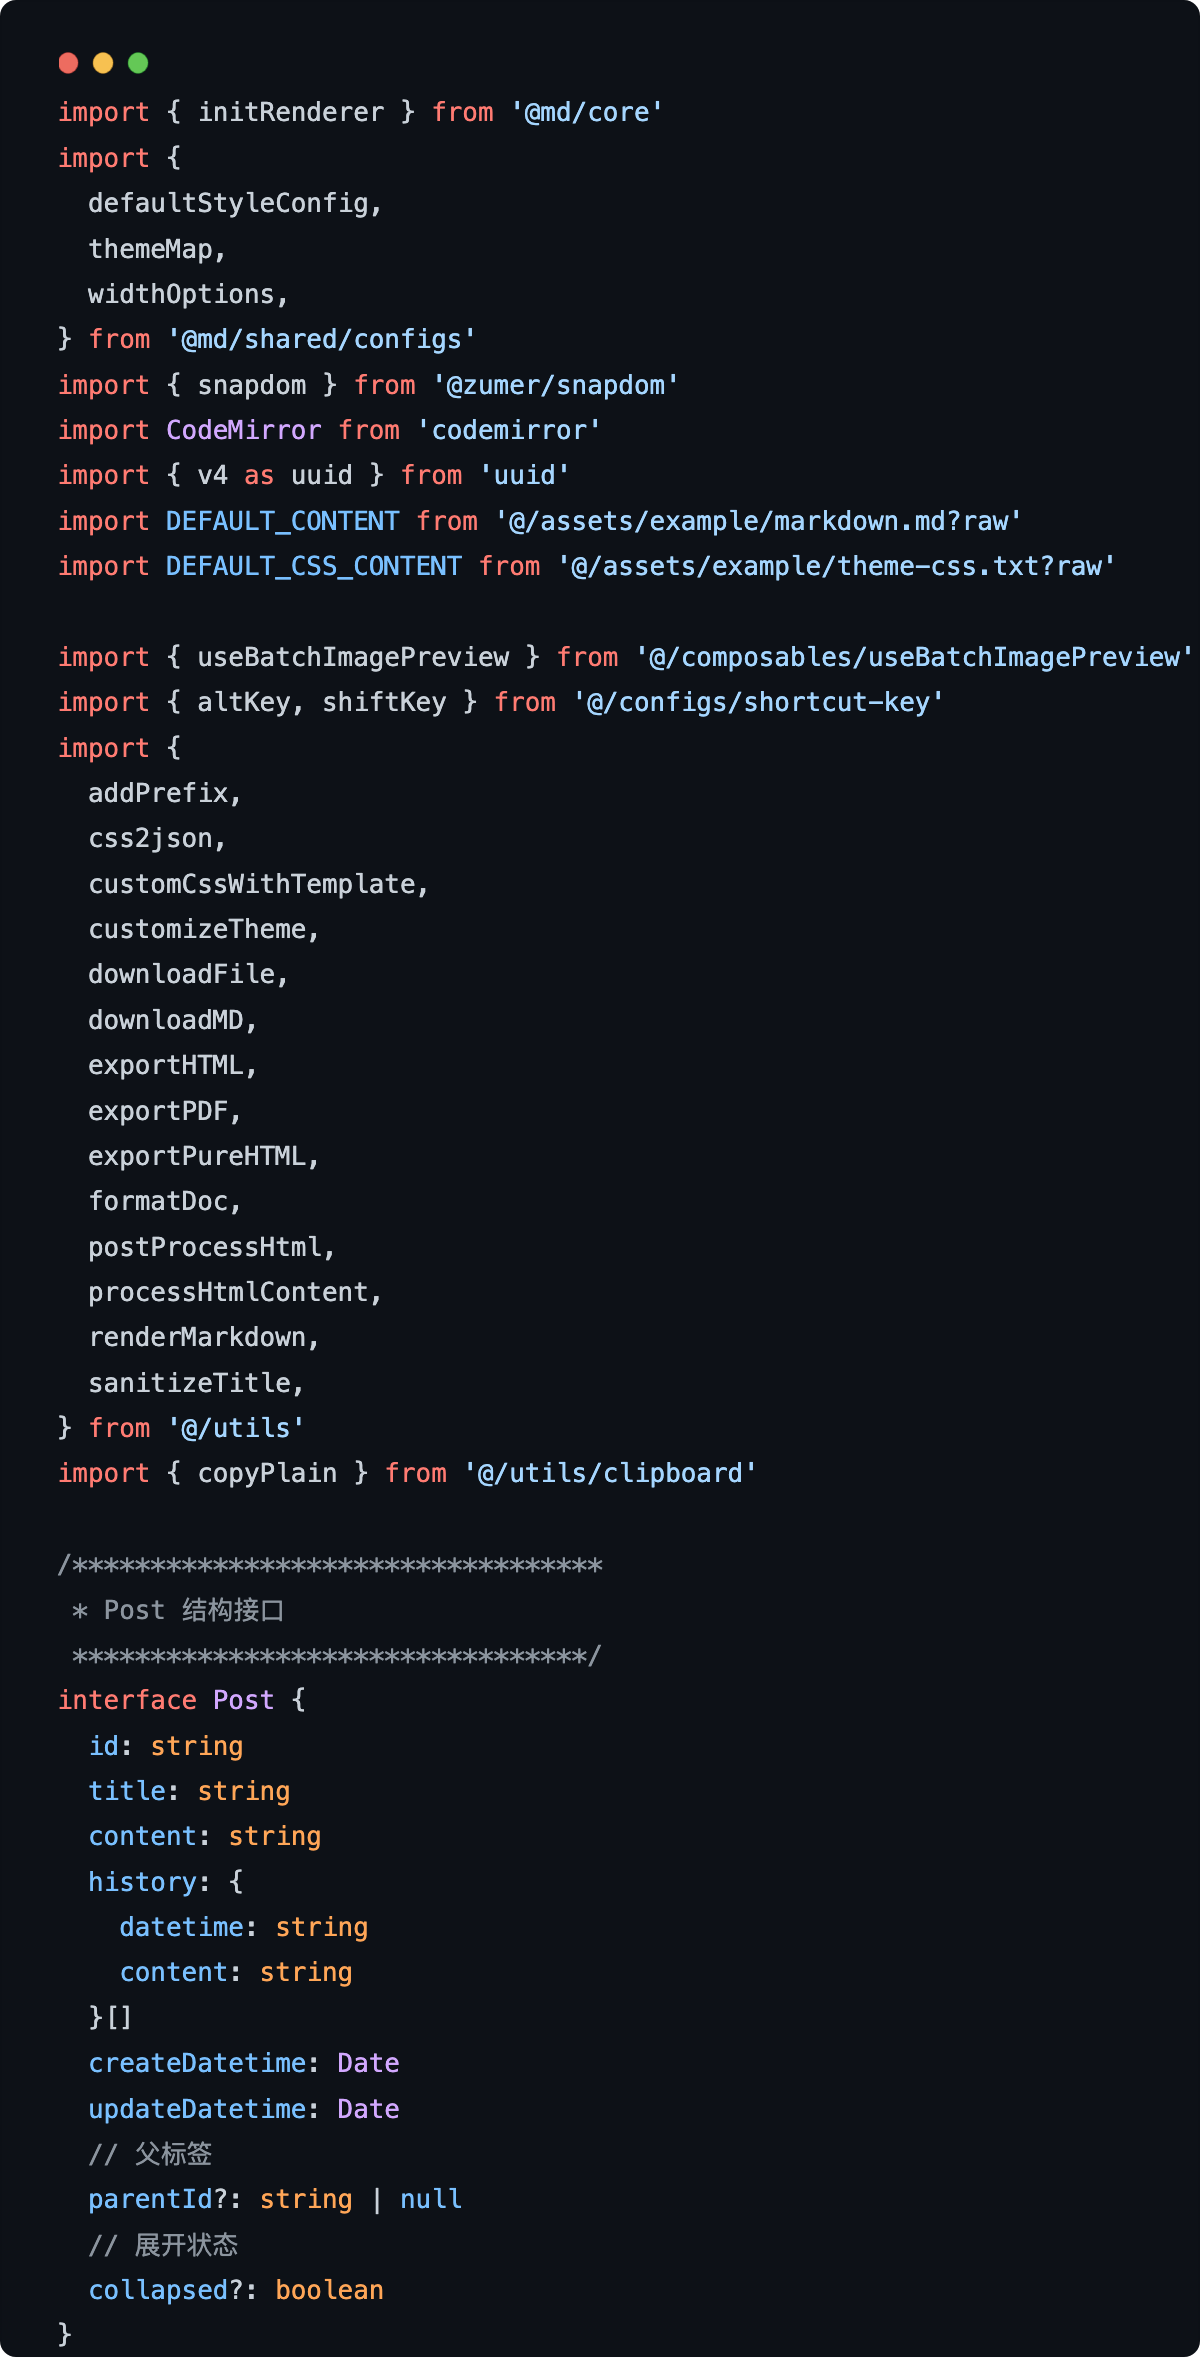 import { initRenderer } from '@md/core'
import {
  defaultStyleConfig,
  themeMap,
  widthOptions,
} from '@md/shared/configs'
import { snapdom } from '@zumer/snapdom'
import CodeMirror from 'codemirror'
import { v4 as uuid } from 'uuid'
import DEFAULT_CONTENT from '@/assets/example/markdown.md?raw'
import DEFAULT_CSS_CONTENT from '@/assets/example/theme-css.txt?raw'

import { useBatchImagePreview } from '@/composables/useBatchImagePreview'
import { altKey, shiftKey } from '@/configs/shortcut-key'
import {
  addPrefix,
  css2json,
  customCssWithTemplate,
  customizeTheme,
  downloadFile,
  downloadMD,
  exportHTML,
  exportPDF,
  exportPureHTML,
  formatDoc,
  postProcessHtml,
  processHtmlContent,
  renderMarkdown,
  sanitizeTitle,
} from '@/utils'
import { copyPlain } from '@/utils/clipboard'

/**********************************
 * Post 结构接口
 *********************************/
interface Post {
  id: string
  title: string
  content: string
  history: {
    datetime: string
    content: string
  }[]
  createDatetime: Date
  updateDatetime: Date
  // 父标签
  parentId?: string | null
  // 展开状态
  collapsed?: boolean
}